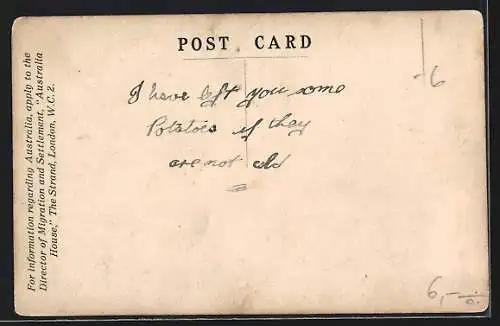 POST CARD
I have left you some
Potatoes if they
are not old
For information regarding Australia, apply to the
Director of Migration and Settlement, "Australia
House," The Strand, London, W.C. 2.
-6
6,-